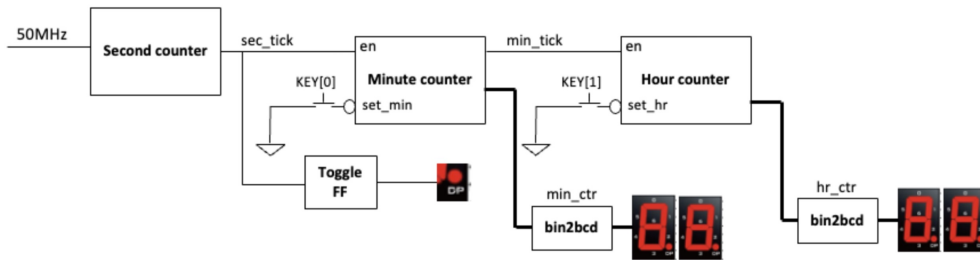 50MHz
Second counter
sec_tick
en
Minute counter
KEY[0]
set_min
min_tick
en
Hour counter
KEY[1]
set_hr
Toggle
FF
DP
min_ctr
bin2bcd
hr_ctr
bin2bcd